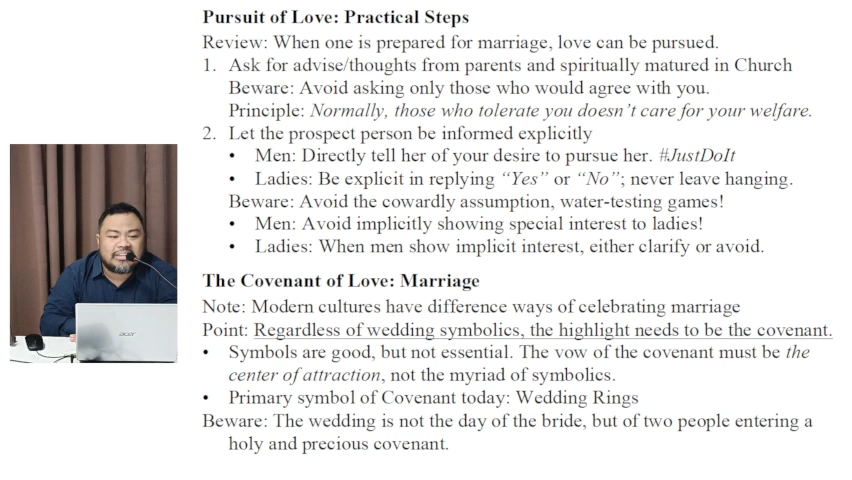 Pursuit of Love: Practical Steps
Review: When one is prepared for marriage, love can be pursued.
1. Ask for advise/thoughts from parents and spiritually matured in Church
Beware: Avoid asking only those who would agree with you.
Principle: Normally, those who tolerate you doesn't care for your welfare.
2. Let the prospect person be informed explicitly
• Men: Directly tell her of your desire to pursue her. #JustDoIt
• Ladies: Be explicit in replying “Yes” or “No”; never leave hanging.
Beware: Avoid the cowardly assumption, water-testing games!
• Men: Avoid implicitly showing special interest to ladies!
• Ladies: When men show implicit interest, either clarify or avoid.
The Covenant of Love: Marriage
Note: Modern cultures have difference ways of celebrating marriage
Point: Regardless of wedding symbolics, the highlight needs to be the covenant.
• Symbols are good, but not essential. The vow of the covenant must be the
center of attraction, not the myriad of symbolics.
• Primary symbol of Covenant today: Wedding Rings
Beware: The wedding is not the day of the bride, but of two people entering a
holy and precious covenant.
acer